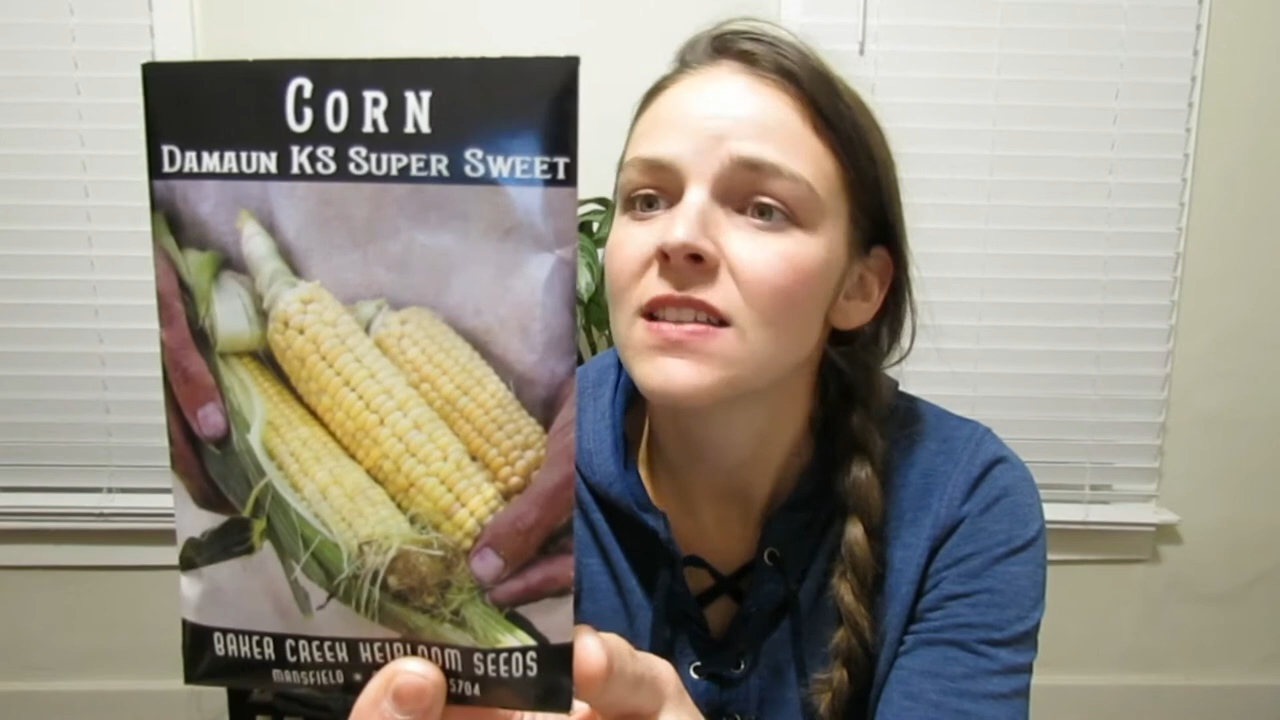 CORN
DAMAUN KS SUPER SWEET
BAKER CREEK HEIRLOOM SEEDS
MANSFIELD * 5704